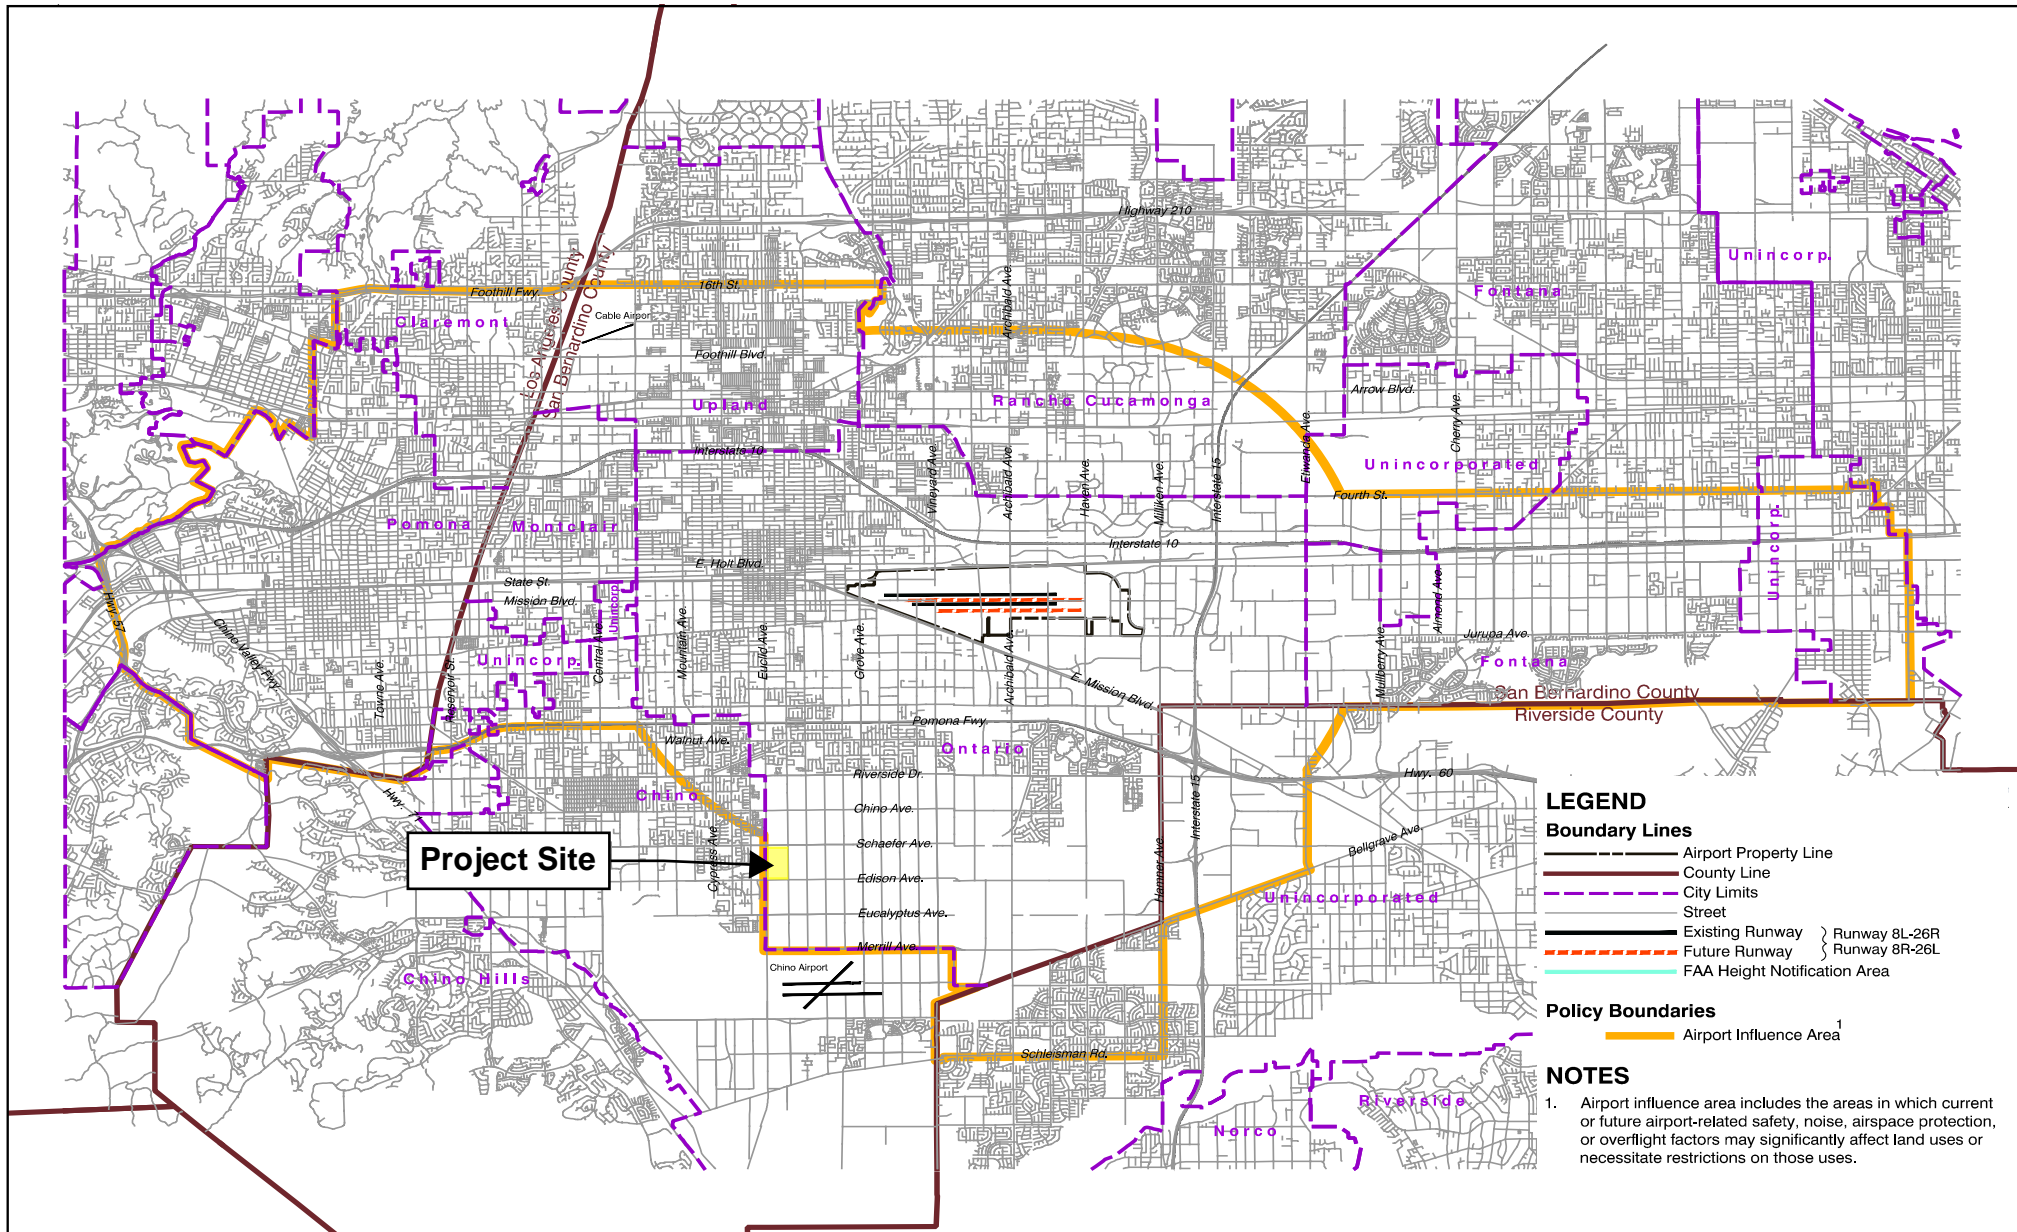 Highway 210
Unincorp.
Fontana
Foothill Fwy.
16th St.
Los Angeles County
San Bernardino County
Archibald Ave.
Claremont
Cable Airpor
Foothill Blvd.
Arrow Blvd.
Upland
Rancho Cucamonga
Cherry Ave.
Etiwanda Ave.
Interstate 10
Vineyard Ave.
Archibald Ave.
Haven Ave.
Milliken Ave.
Interstate 15
Unincorporated
Fourth St.
Pomona
Montclair
Unincorp.
Interstate 10
E. Holt Blvd.
State St.
Mission Blvd.
Unincorp.
Hwy. 57
Chino Valley Fwy.
Almond Ave.
Jurupa Ave.
Fontana
Towne Ave.
Reservoir St.
Unincorp.
Central Ave.
Mountain Ave.
Euclid Ave.
Grove Ave.
Archibald Ave.
E. Mission Blvd.
Mullberry Ave.
San Bernardino County
Riverside County
Pomona Fwy.
Walnut Ave.
Ontario
Riverside Dr.
Hwy. 60
Chino
Hwy. 71
Chino Ave.
Interstate 15
Schaefer Ave.
Bellgrave Ave.
Project Site
Cypress Ave.
Edison Ave.
Hamner Ave.
Eucalyptus Ave.
Unincorporated
Merrill Ave.
Chino Airport
Chino Hills
Schleisman Rd.
Riverside
Norco
LEGEND
Boundary Lines
Airport Property Line
County Line
City Limits
Street
Existing Runway
Future Runway
Runway 8L-26R
Runway 8R-26L
FAA Height Notification Area
Policy Boundaries
Airport Influence Area 1
NOTES
1. Airport influence area includes the areas in which current
or future airport-related safety, noise, airspace protection,
or overflight factors may significantly affect land uses or
necessitate restrictions on those uses.